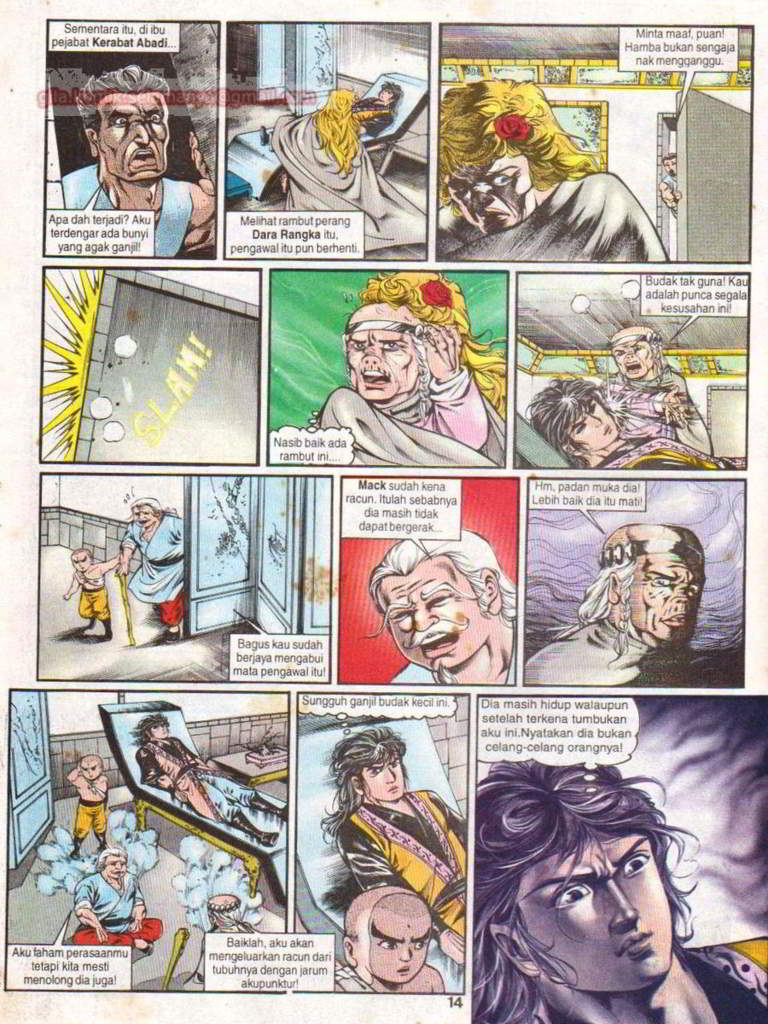 Sementara itu, di ibu
pejabat Kerabat Abadi...
Apa dah terjadi? Aku
terdengar ada bunyi
yang agak ganjil!
Melihat rambut perang
Dara Rangka itu,
pengawal itu pun berhenti.
Minta maaf, puan!
Hamba bukan sengaja
nak mengganggu.
SLAM!
Nasib baik ada
rambut ini....
Budak tak guna! Kau
adalah punca segala
kesusahan ini!
Bagus kau sudah
berjaya mengabui
mata pengawal itu!
Mack sudah kena
racun. Itulah sebabnya
dia masih tidak
dapat bergerak...
Hm, padan muka dia!
Lebih baik dia itu mati!
Aku faham perasaanmu
tetapi kita mesti
menolong dia juga!
Baiklah, aku akan
mengeluarkan racun dari
tubuhnya dengan jarum
akupunktur!
Sungguh ganjil budak kecil ini.
Dia masih hidup walaupun
setelah terkena tumbukan
aku ini.Nyatakan dia bukan
celang-celang orangnya!
14